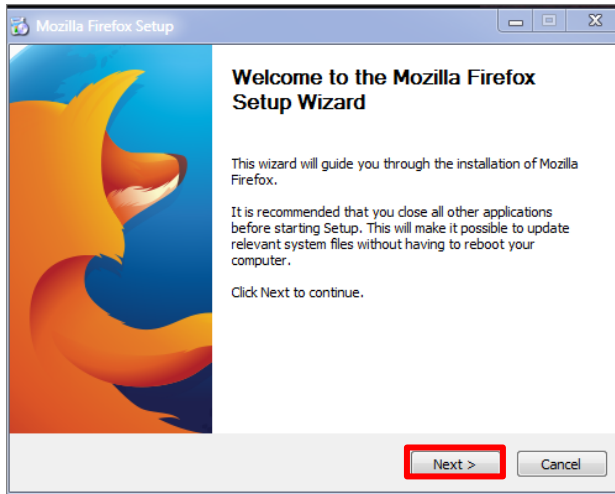 Mozilla Firefox Setup
Welcome to the Mozilla Firefox
Setup Wizard
This wizard will guide you through the installation of Mozilla
Firefox.
It is recommended that you close all other applications
before starting Setup. This will make it possible to update
relevant system files without having to reboot your
computer.
Click Next to continue.
Next >
Cancel